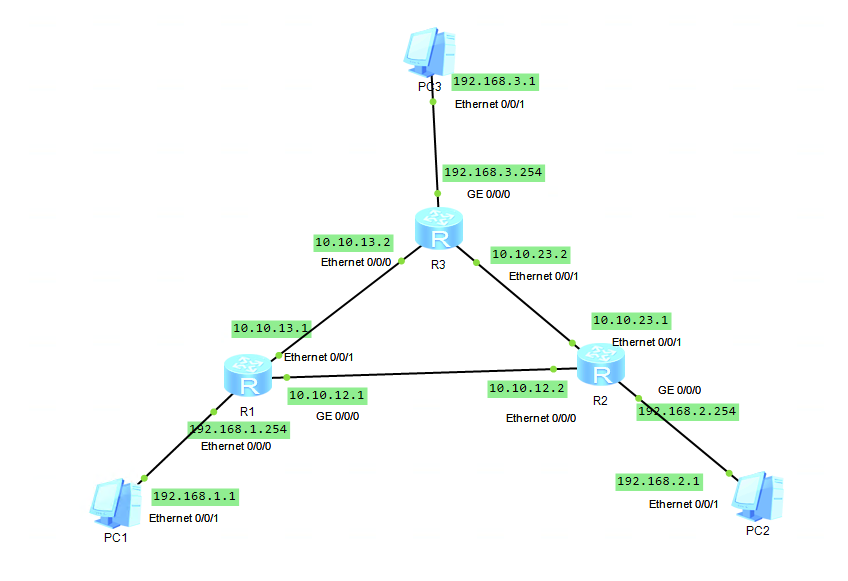 PC3
192.168.3.1
Ethernet 0/0/1
192.168.3.254
GE 0/0/0
R
R3
10.10.13.2
Ethernet 0/0/0
10.10.23.2
Ethernet 0/0/1
10.10.13.1
Ethernet 0/0/1
10.10.23.1
Ethernet 0/0/1
R
R1
10.10.12.1
GE 0/0/0
10.10.12.2
Ethernet 0/0/0
R
R2
GE 0/0/0
192.168.2.254
192.168.1.254
Ethernet 0/0/0
192.168.1.1
Ethernet 0/0/1
PC1
192.168.2.1
Ethernet 0/0/1
PC2